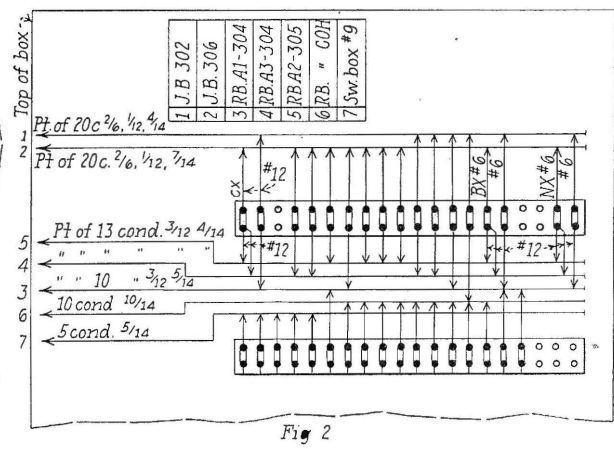 Top of box
1 J.B 302
2 J.B. 306
3 RB.A1-304
4 RB.A3-304
5 RBA2-305
6 RB. " COH
7 Sw.box #9
Pt. of 20c 2/6, 1/12, 4/14
1
2
Pt of 20c. 2/6, 1/12, 7/14
CX
#12
BX #6
#6
NX #6
#6
Pt of 13 cond. 3/12 4/14
5
#12
#12
" " " " "
4
" " 10 " 3/12 5/14
3
10 cond 10/14
6
5 cond. 5/14
7
Fig 2